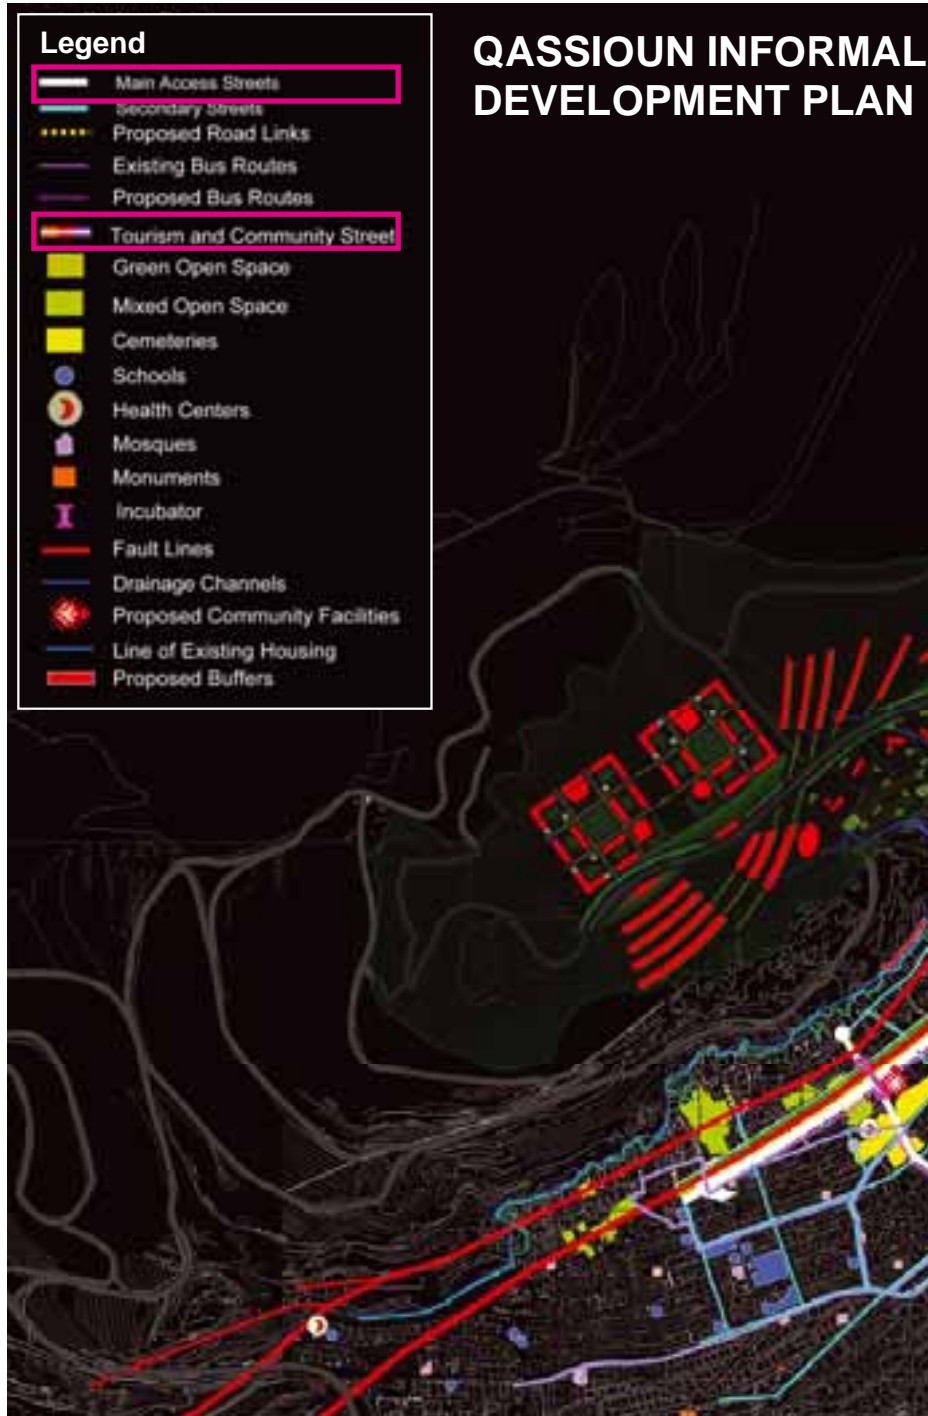 Legend
Main Access Streets
Secondary Streets
Proposed Road Links
Existing Bus Routes
Proposed Bus Routes
Tourism and Community Street
Green Open Space
Mixed Open Space
Cemeteries
Schools
Health Centers
Mosques
Monuments
Incubator
Fault Lines
Drainage Channels
Proposed Community Facilities
Line of Existing Housing
Proposed Buffers
QASSIOUN INFORMAL
DEVELOPMENT PLAN